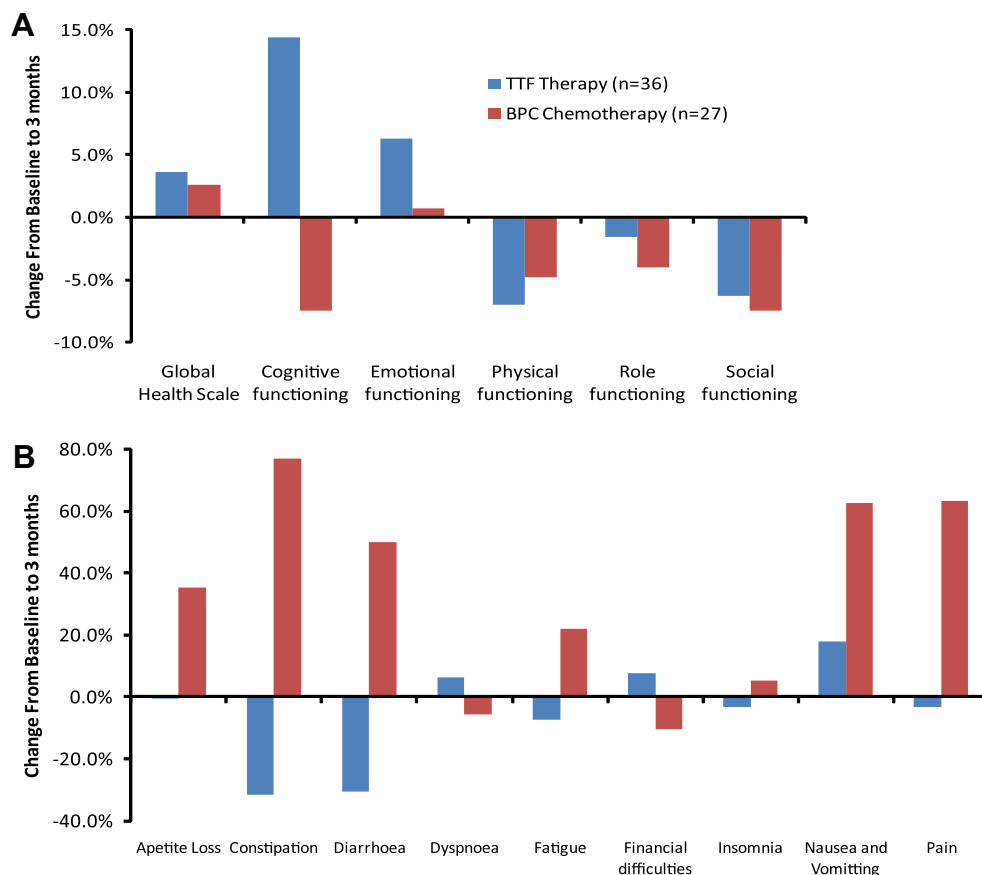 A
Change From Baseline to 3 months
15.0%
10.0%
5.0%
0.0%
-5.0%
-10.0%
TTF Therapy (n=36)
BPC Chemotherapy (n=27)
Global
Health Scale
Cognitive
functioning
Emotional
functioning
Physical
functioning
Role
functioning
Social
functioning
B
Change From Baseline to 3 months
80.0%
60.0%
40.0%
20.0%
0.0%
-20.0%
-40.0%
Apetite Loss
Constipation
Diarrhoea
Dyspnoea
Fatigue
Financial
difficulties
Insomnia
Nausea and
Vomitting
Pain